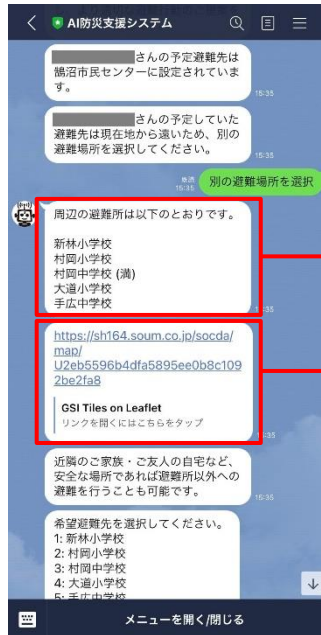 AI防災支援システム
さんの予定避難先は
鵠沼市民センターに設定されていま
す。
15:35
さんの予定していた
避難先は現在地から遠いため、別の
避難場所を選択してください。
15:35
既読
15:35
別の避難場所を選択
周辺の避難所は以下のとおりです。
新林小学校
村岡小学校
村岡中学校 (満)
大道小学校
手広中学校
15:35
https://sh164.soum.co.jp/socda/
map/
U2eb5596b4dfa5895ee0b8c109
2be2fa8
GSI Tiles on Leaflet
リンクを開くにはこちらをタップ
15:35
近隣のご家族・ご友人の自宅など、
安全な場所であれば避難所以外への
避難を行うことも可能です。
15:35
希望避難先を選択してください。
1: 新林小学校
2: 村岡小学校
3: 村岡中学校
4: 大道小学校
5: 手広中学校
メニューを開く/閉じる